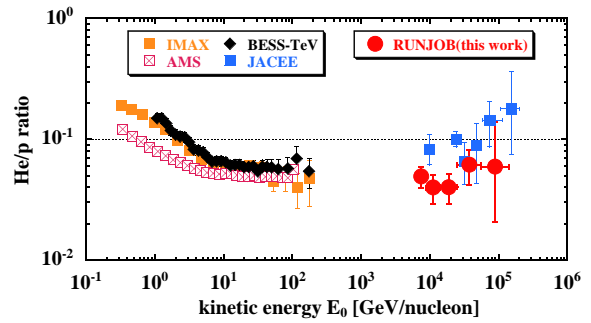 10^0
IMAX
BESS-TeV
AMS
JACEE
RUNJOB(this work)
He/p ratio
10^-1
10^-2
10^-1 10^0 10^1 10^2 10^3 10^4 10^5 10^6
kinetic energy E_0 [GeV/nucleon]